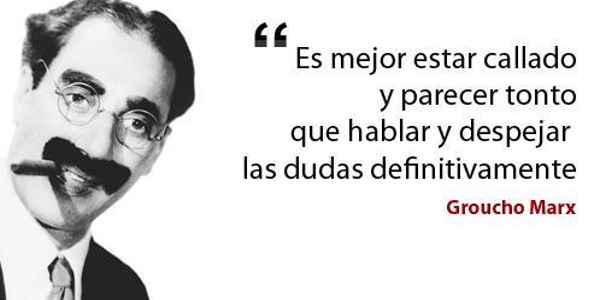 “
Es mejor estar callado
y parecer tonto
que hablar y despejar
las dudas definitivamente
Groucho Marx